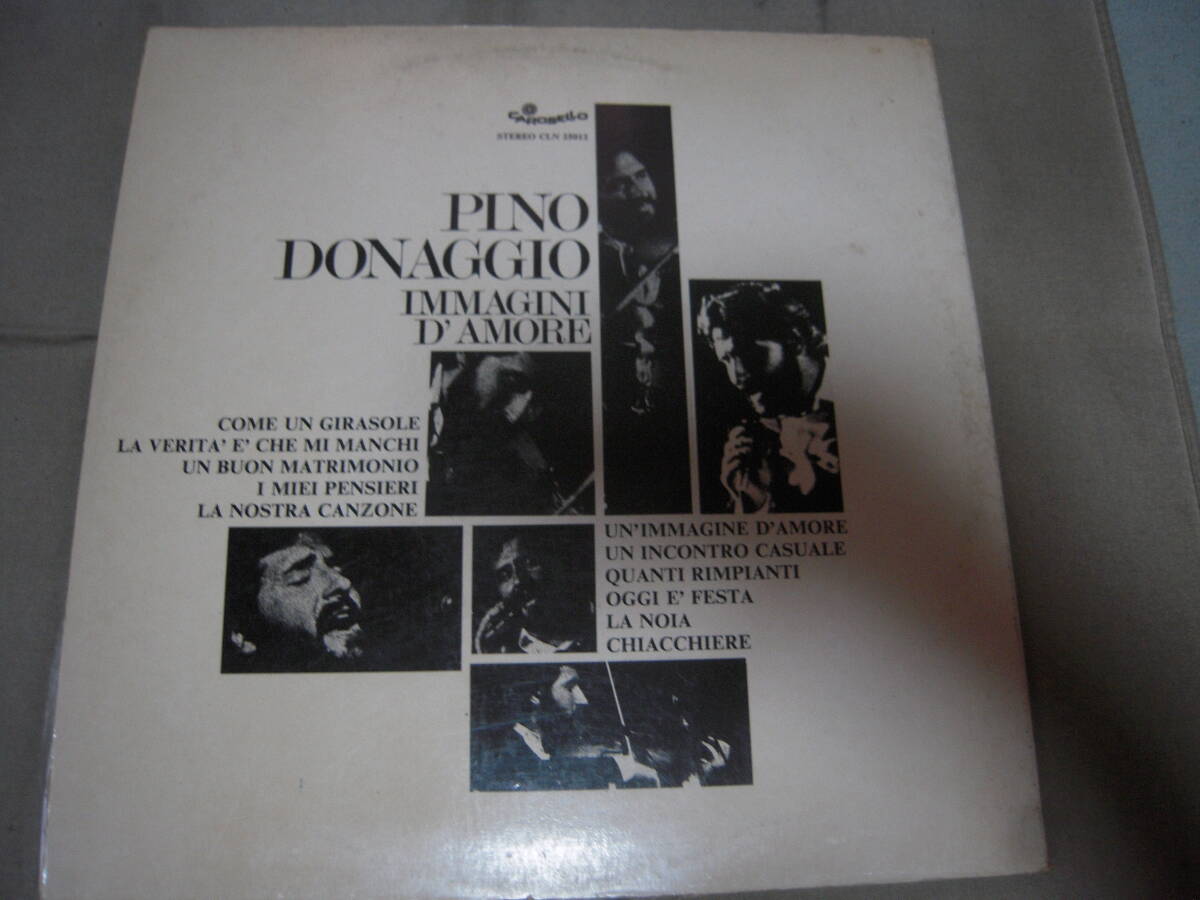 CAROSELLO
STEREO CLN 25012
PINO
DONAGGIO
IMMAGINI
D'AMORE
COME UN GIRASOLE
LA VERITA' E' CHE MI MANCHI
UN BUON MATRIMONIO
I MIEI PENSIERI
LA NOSTRA CANZONE
UN'IMMAGINE D'AMORE
UN INCONTRO CASUALE
QUANTI RIMPIANTI
OGGI E' FESTA
LA NOIA
CHIACCHIERE